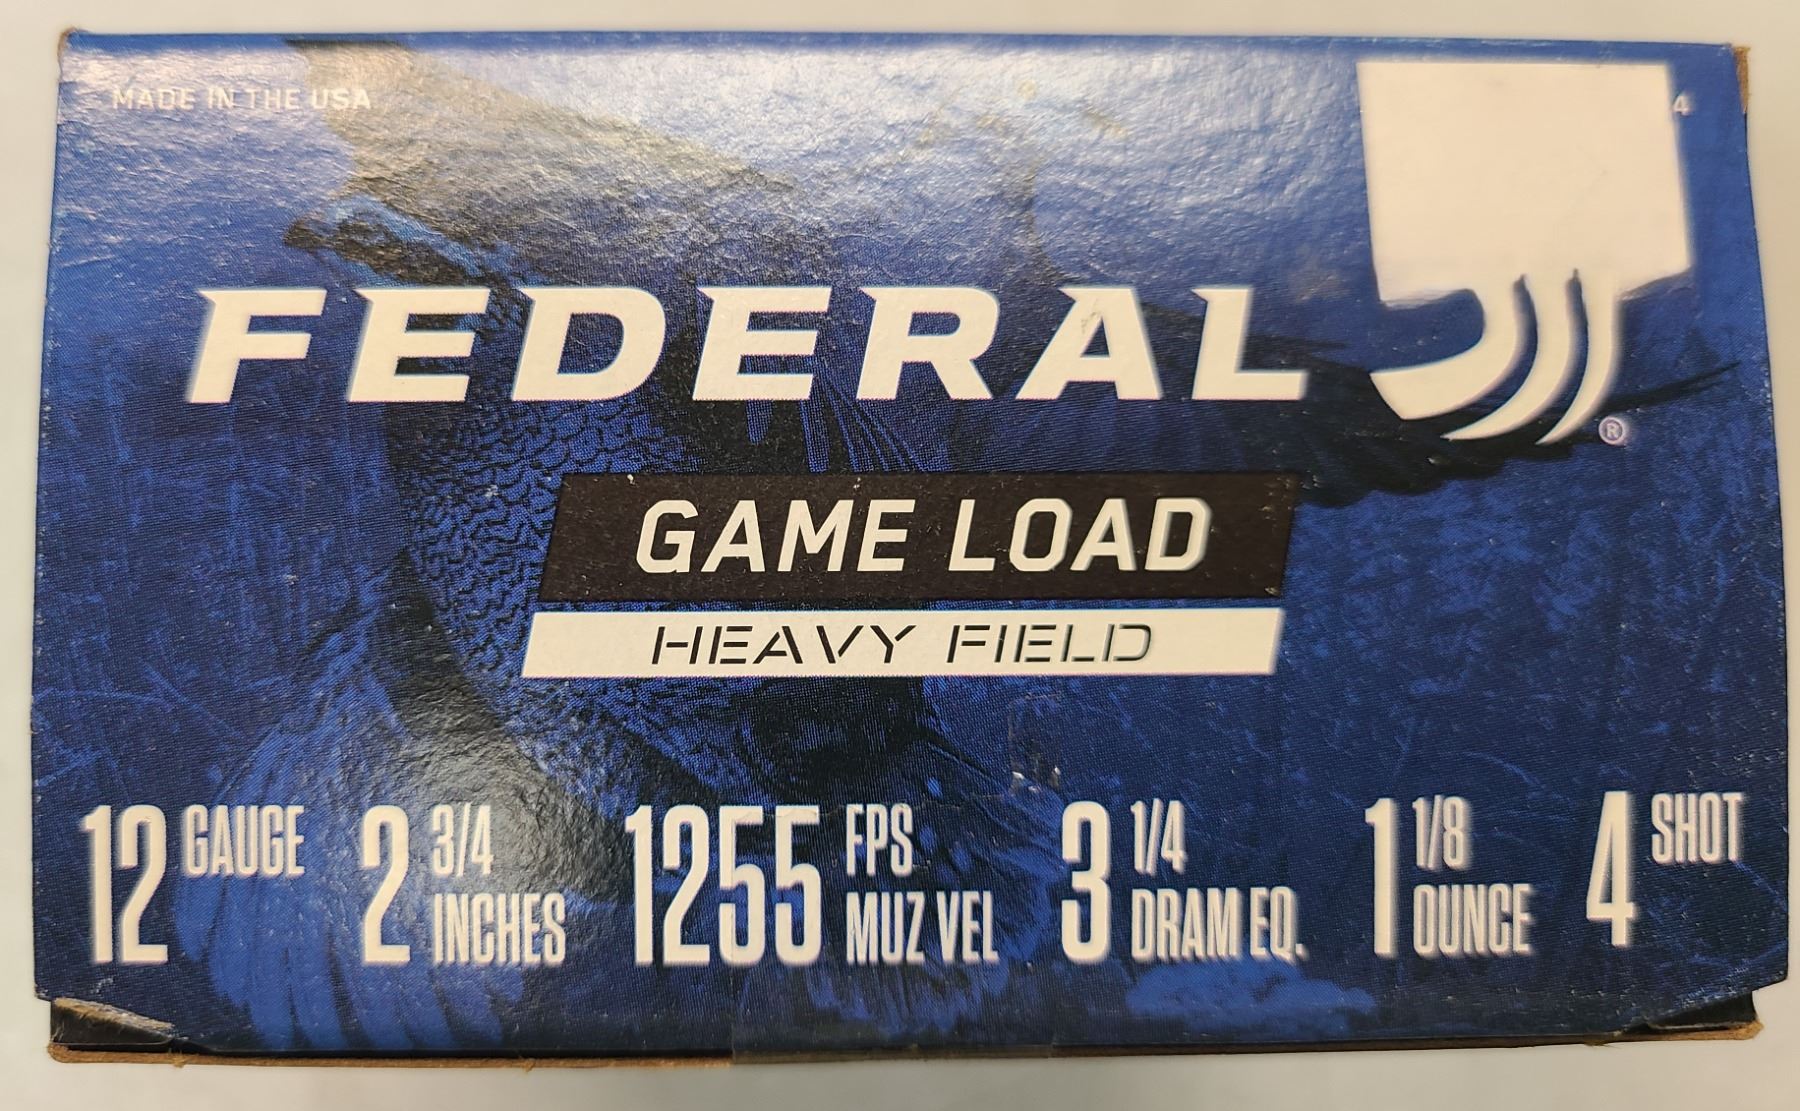 MADE IN THE USA
4
FEDERAL
®
GAME LOAD
HEAVY FIELD
12 GAUGE 2 3/4 INCHES 1255 FPS MUZ VEL 3 1/4 DRAM EQ. 1 1/8 OUNCE 4 SHOT